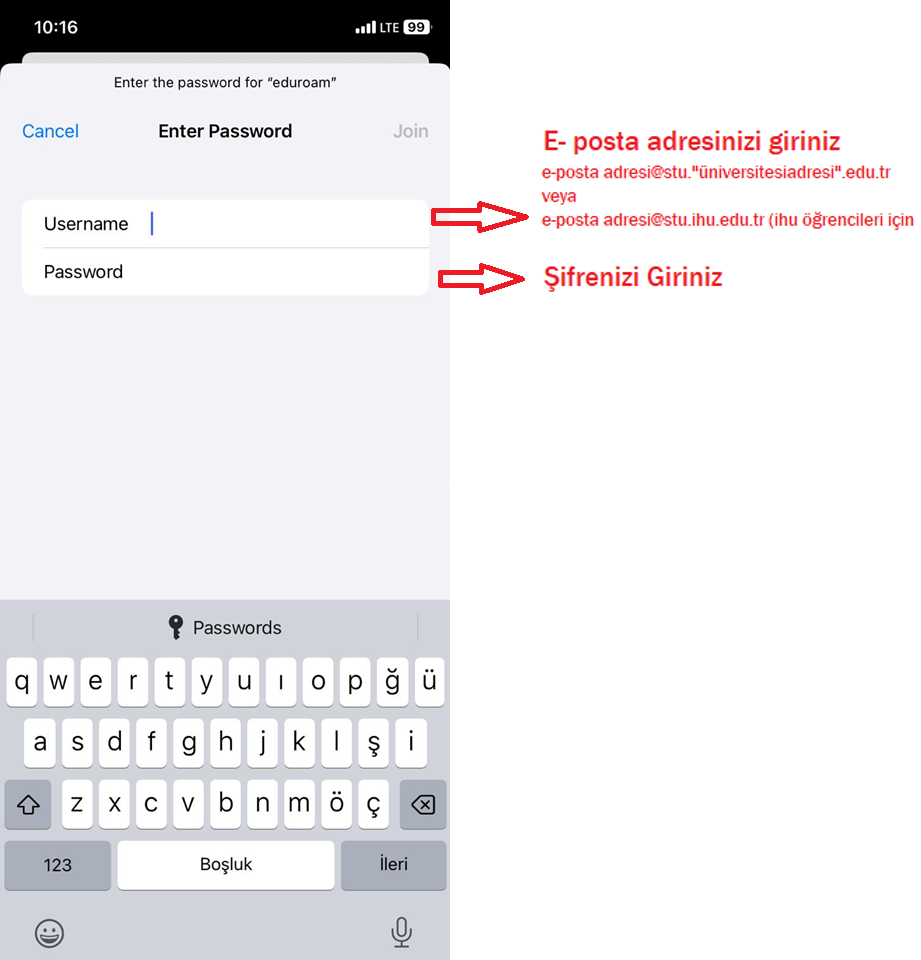 10:16
LTE 99
Enter the password for “eduroam”
Cancel Enter Password Join
Username
Password
E- posta adresinizi giriniz
e-posta adresi@stu."üniversitesiadresi".edu.tr
veya
e-posta adresi@stu.ihu.edu.tr (ihu öğrencileri için
Şifrenizi Giriniz
Passwords
q w e r t y u ı o p ğ ü
a s d f g h j k l ş i
z x c v b n m ö ç
123 Boşluk İleri